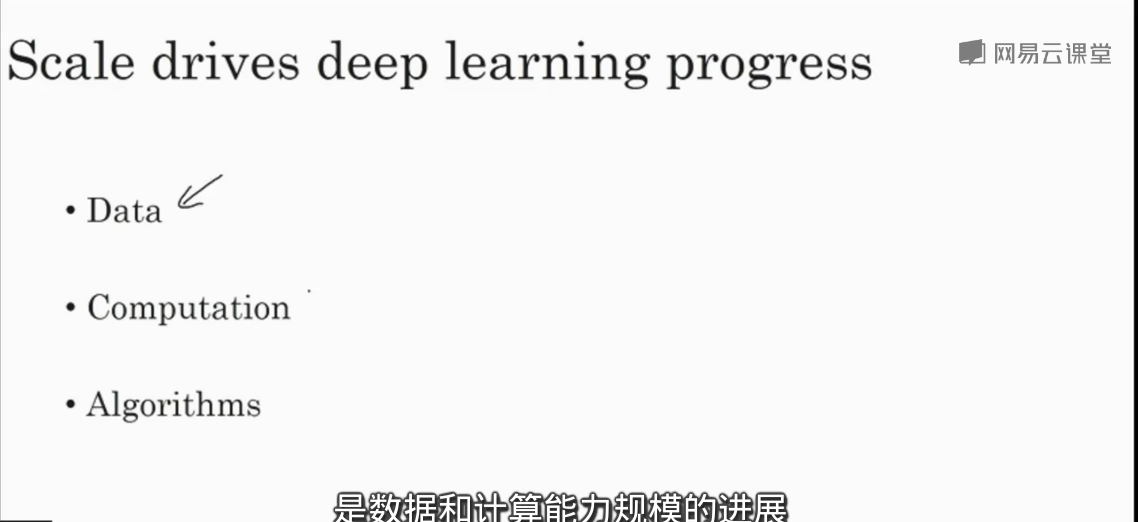 Scale drives deep learning progress
网易云课堂
• Data
• Computation
• Algorithms
是数据和计算能力规模的进展